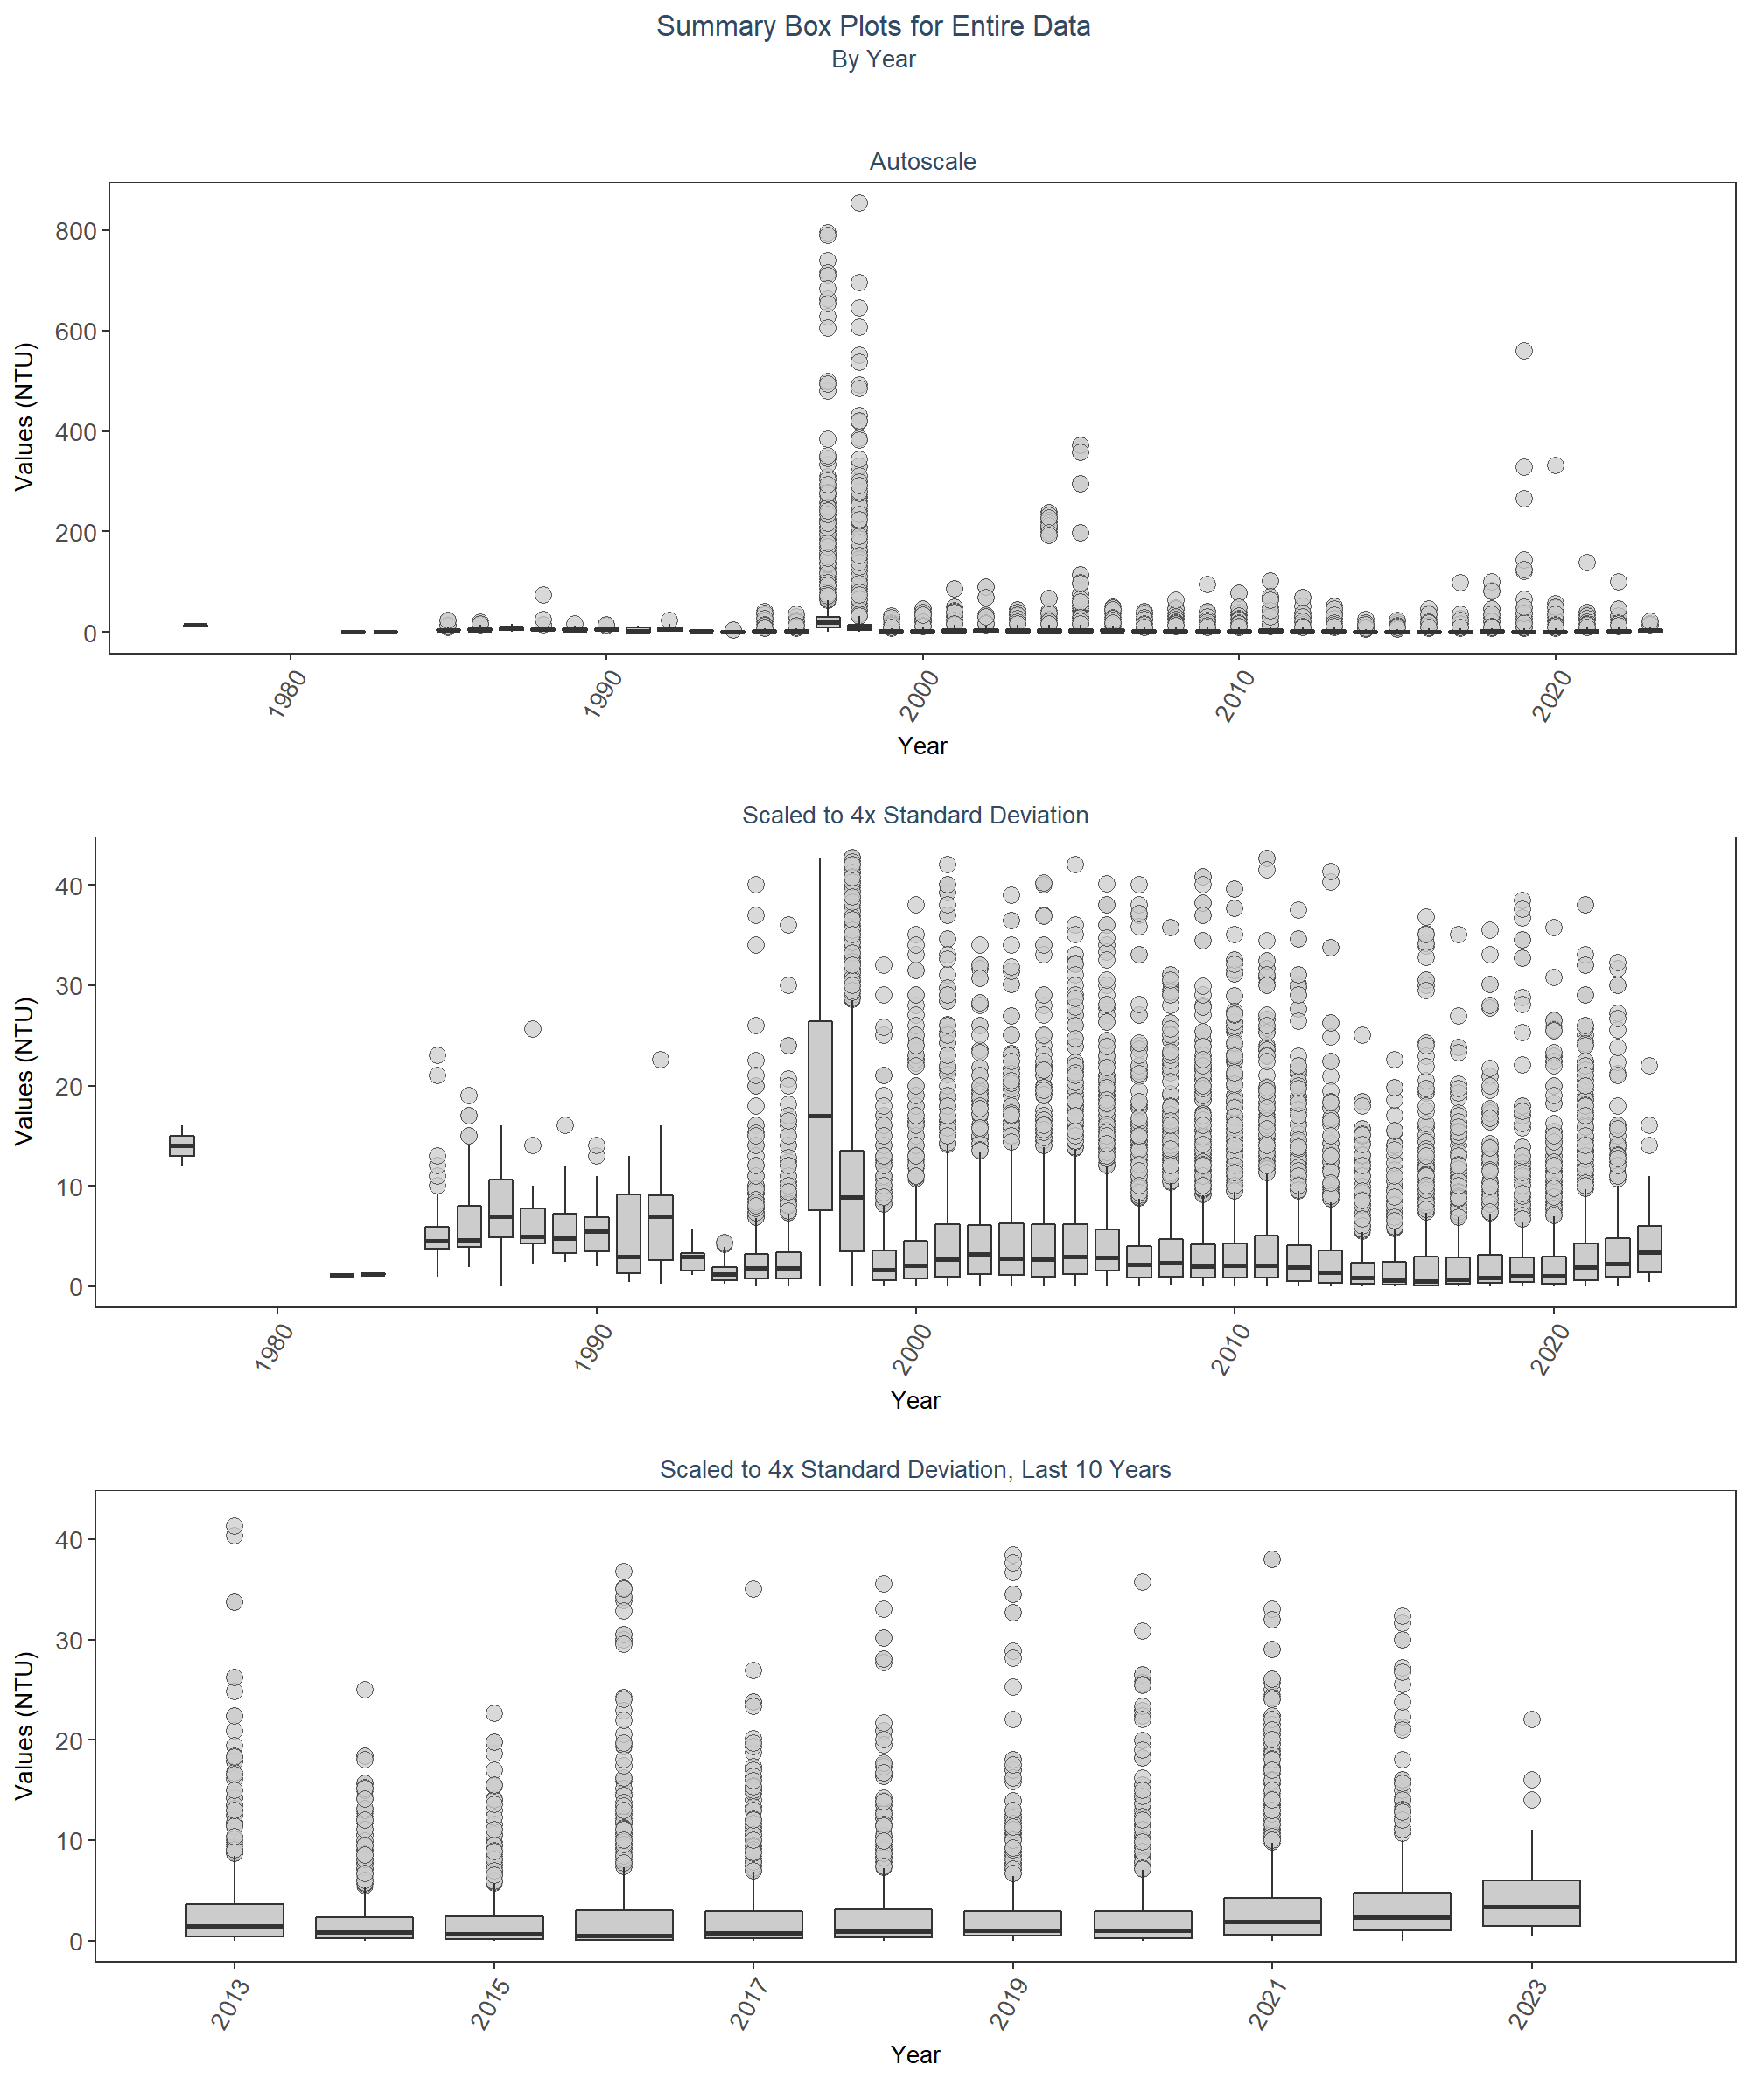 Summary Box Plots for Entire Data
By Year
Autoscale
Values (NTU)
800
600
400
200
0
1980
1990
2000
2010
2020
Year
Scaled to 4x Standard Deviation
Values (NTU)
40
30
20
10
0
1980
1990
2000
2010
2020
Year
Scaled to 4x Standard Deviation, Last 10 Years
Values (NTU)
40
30
20
10
0
2013
2015
2017
2019
2021
2023
Year